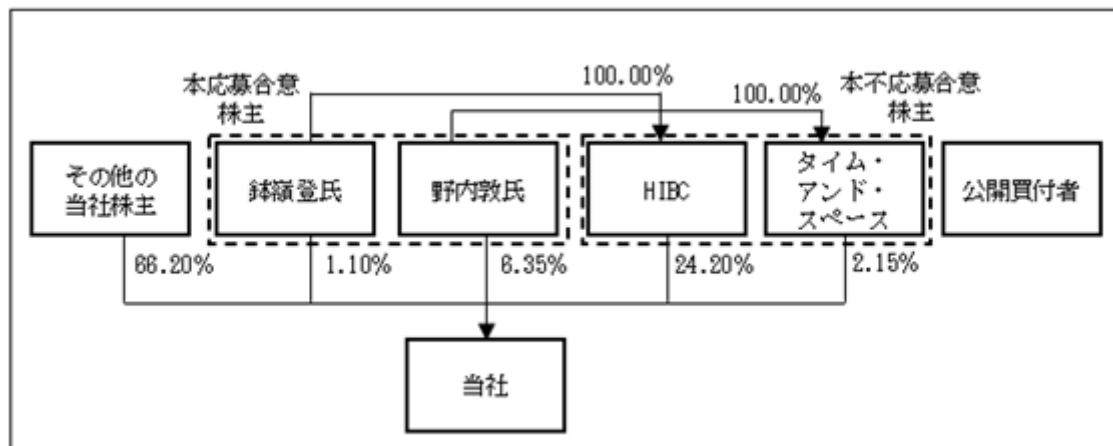 本応募合意
株主
100.00%
100.00%
本不応募合意
株主
その他の
当社株主
鉢嶺登氏
野内敦氏
HIBC
タイム・
アンド・
スペース
公開買付者
66.20%
1.10%
6.35%
24.20%
2.15%
当社